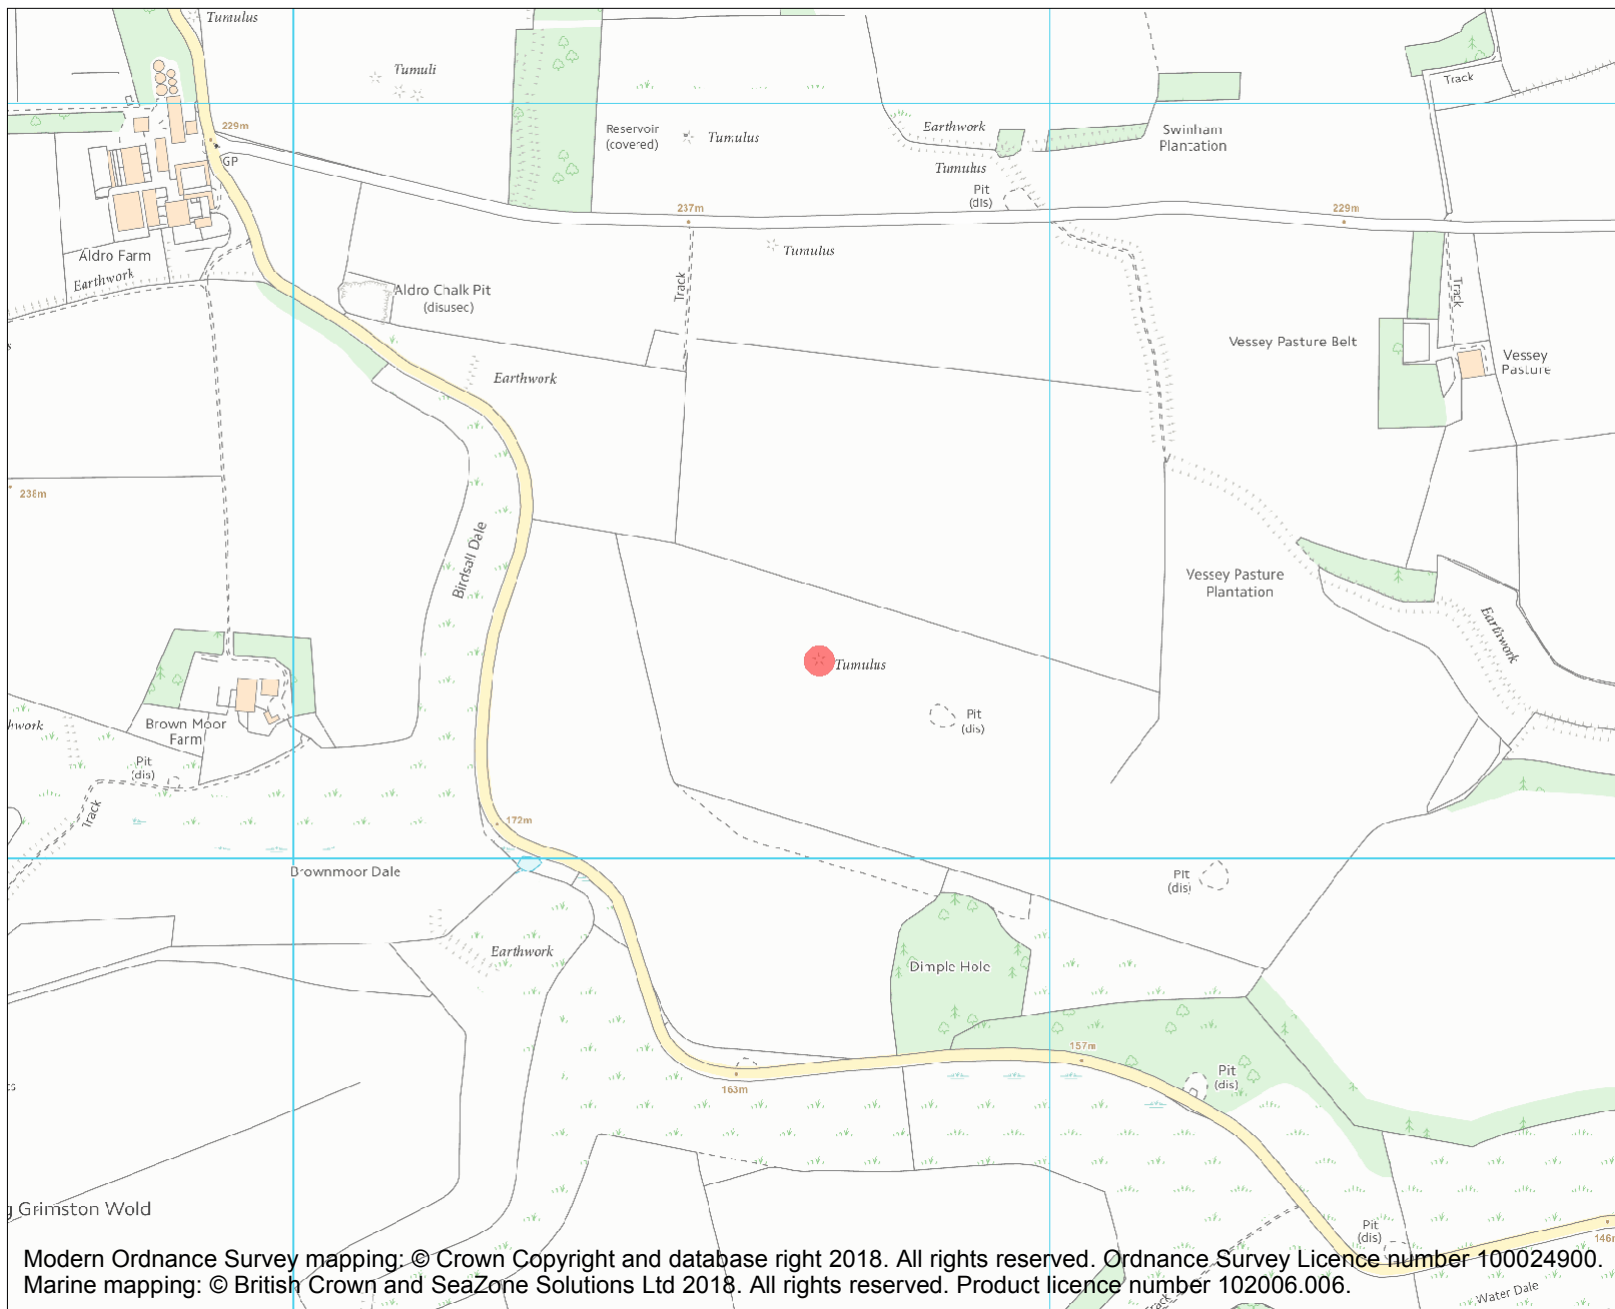 Tumulus
Tumuli
Track
229m
GP
Reservoir
(covered)
Tumulus
Earthwork
Tumulus
Swinham
Plantation
Pit
(dis)
237m
229m
Aldro Farm
Earthwork
Track
Tumulus
Aldro Chalk Pit
(disused)
Track
Vessey Pasture Belt
Vessey
Pasture
Earthwork
238m
Birdsall Dale
Vessey Pasture
Plantation
Earthwork
Tumulus
Pit
(dis)
Brown Moor
Farm
hwork
Pit
(dis)
Track
172m
Brownmoor Dale
Pit
(dis)
Earthwork
Dimple Hole
157m
163m
Pit
(dis)
g Grimston Wold
Pit
(dis)
146m
Track
Water Dale
Modern Ordnance Survey mapping: © Crown Copyright and database right 2018. All rights reserved. Ordnance Survey Licence number 100024900.
Marine mapping: © British Crown and SeaZone Solutions Ltd 2018. All rights reserved. Product licence number 102006.006.